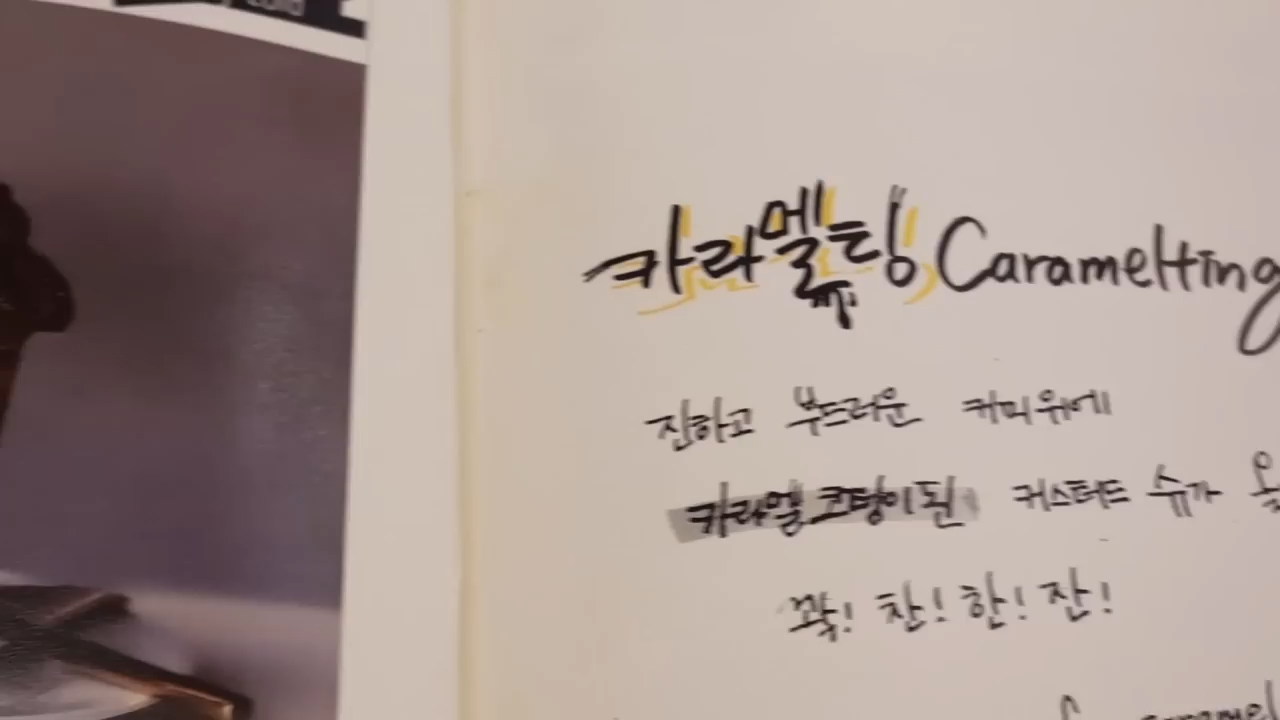 카라멜팅 Caramelting
진하고 부드러운 커피위에
카라멜 코팅이 된 커스터드 슈가
꽉! 찬! 한! 잔!